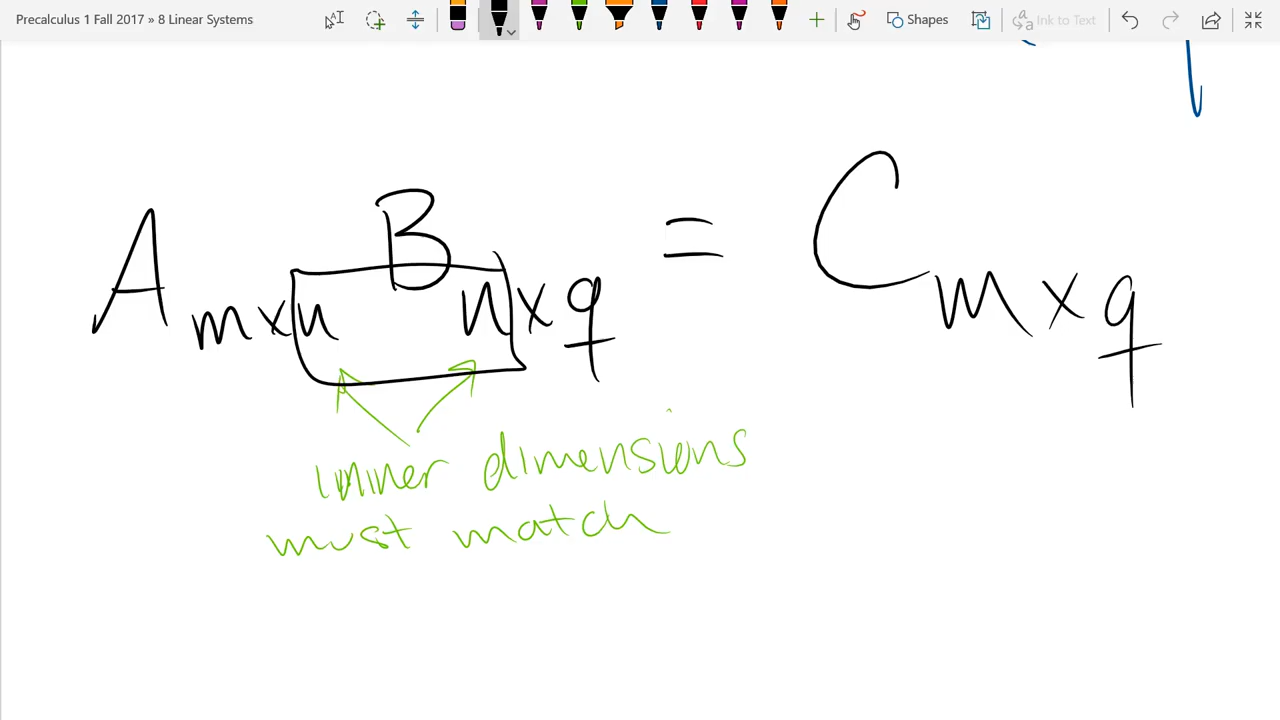 Precalculus 1 Fall 2017 » 8 Linear Systems
Shapes
Ink to Text
A m×n B n×q = C m×q
inner dimensions
must match